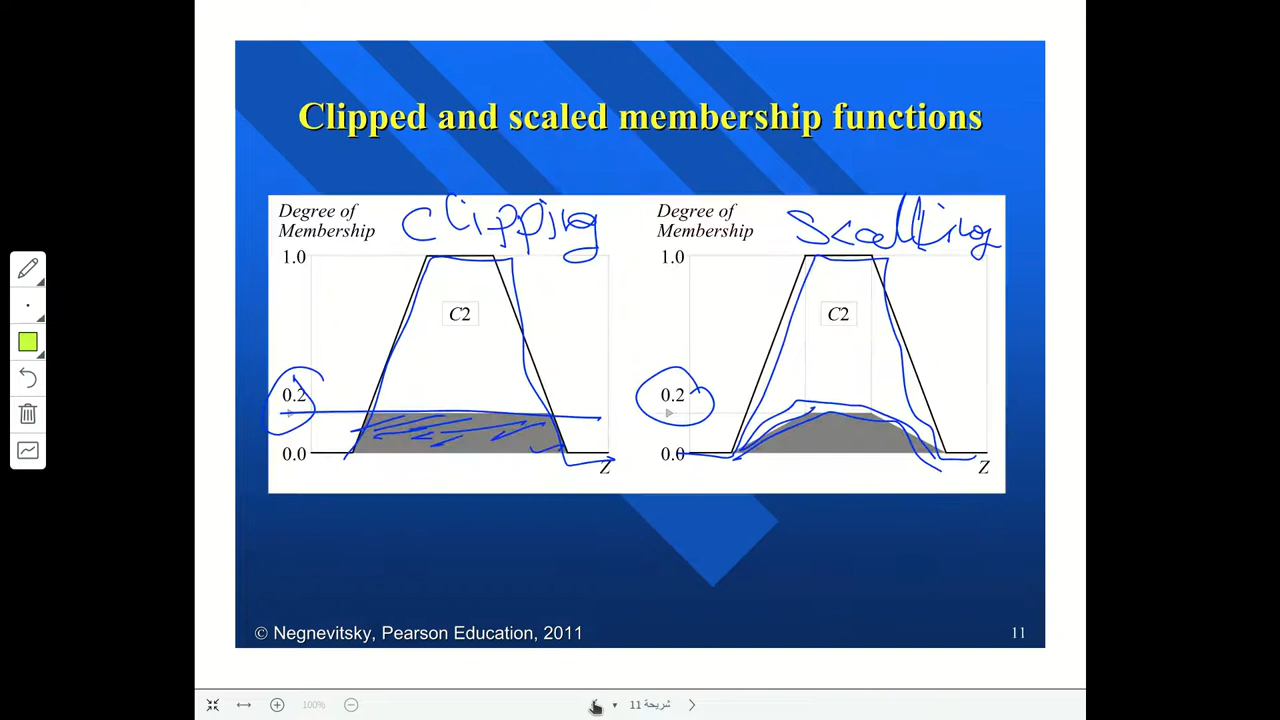 Clipped and scaled membership functions
Degree of
Membership
Clipping
1.0
C2
0.2
0.0
Z
Degree of
Membership
Scalling
1.0
C2
0.2
0.0
Z
© Negnevitsky, Pearson Education, 2011
11
100%
شريحة 11